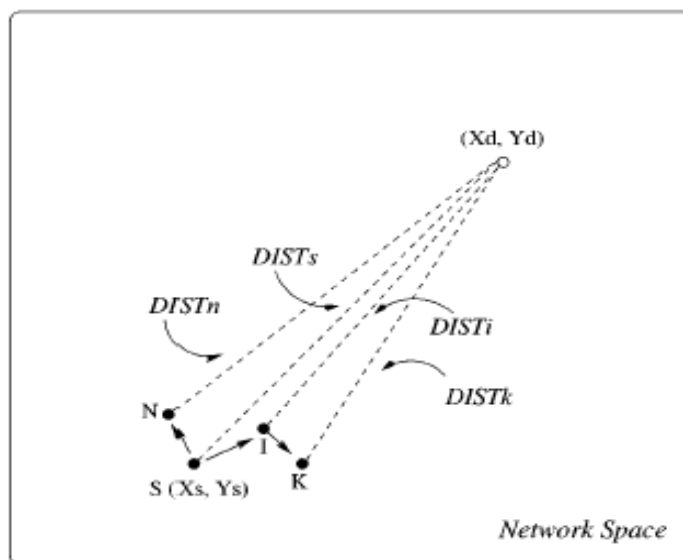 (Xd, Yd)
DISTs
DISTn
DISTi
DISTk
N
I
K
S (Xs, Ys)
Network Space